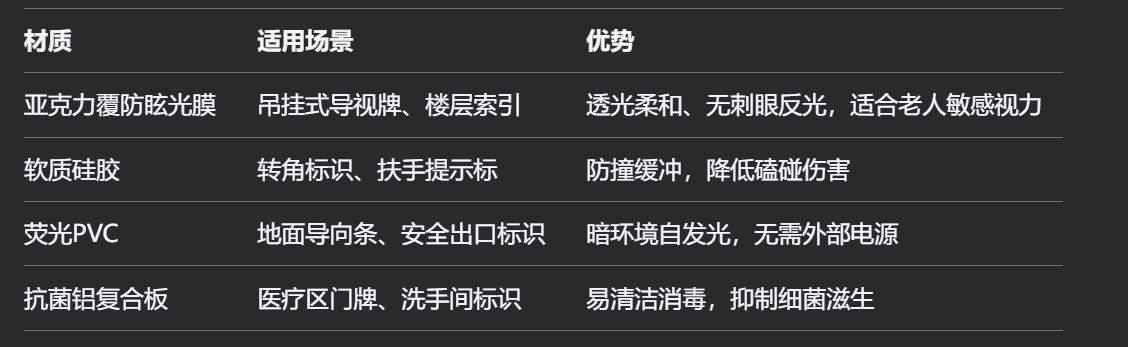 材质 适用场景 优势
亚克力覆防眩光膜 吊挂式导视牌、楼层索引 透光柔和、无刺眼反光，适合老人敏感视力
软质硅胶 转角标识、扶手提示标 防撞缓冲，降低磕碰伤害
荧光PVC 地面导向条、安全出口标识 暗环境自发光，无需外部电源
抗菌铝复合板 医疗区门牌、洗手间标识 易清洁消毒，抑制细菌滋生